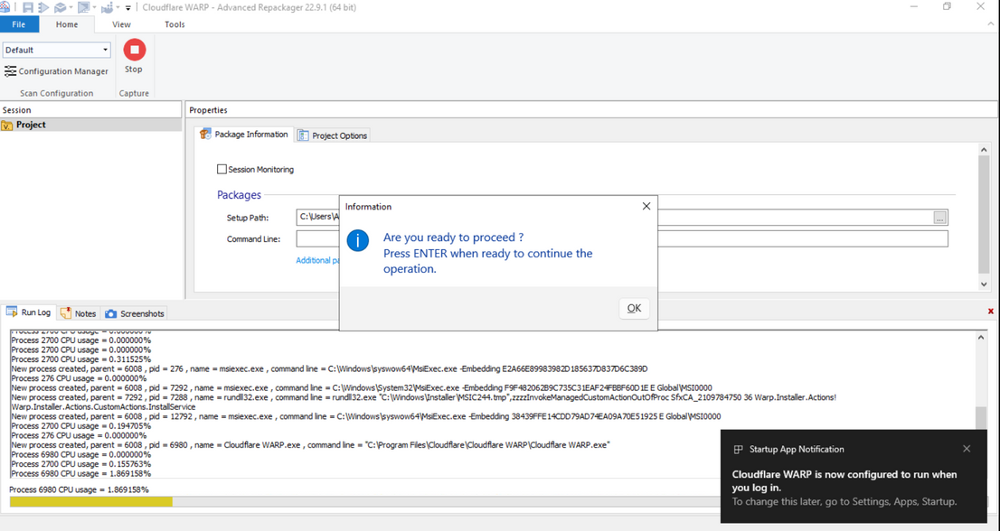 Cloudflare WARP - Advanced Repackager 22.9.1 (64 bit)
File Home View Tools
Default
Configuration Manager
Stop
Scan Configuration
Capture
Session
Properties
Project
Package Information
Project Options
Session Monitoring
Packages
Setup Path:
C:\Users\A
...
Command Line:
Additional pa
Information
Are you ready to proceed ?
Press ENTER when ready to continue the
operation.
OK
Run Log
Notes
Screenshots
Process 2700 CPU usage = 0.000000%
Process 2700 CPU usage = 0.000000%
Process 2700 CPU usage = 0.000000%
Process 2700 CPU usage = 0.311525%
New process created, parent = 6008 , pid = 276 , name = msiexec.exe , command line = C:\Windows\syswow64\MsiExec.exe -Embedding E2A66E89983982D185637D837D6C389D
Process 276 CPU usage = 0.000000%
New process created, parent = 6008 , pid = 7292 , name = msiexec.exe , command line = C:\Windows\System32\MsiExec.exe -Embedding F9F482062B9C735C31EAF24FBBF60D1E E Global\MSI0000
New process created, parent = 7292 , pid = 7288 , name = rundll32.exe , command line = rundll32.exe "C:\Windows\Installer\MSIC244.tmp",zzzzInvokeManagedCustomActionOutOfProc SfxCA_2109784750 36 Warp.Installer.Actions!
Warp.Installer.Actions.CustomActions.InstallService
New process created, parent = 6008 , pid = 12792 , name = msiexec.exe , command line = C:\Windows\syswow64\MsiExec.exe -Embedding 38439FFE14CDD79AD74EA09A70E51925 E Global\MSI0000
Process 2700 CPU usage = 0.194705%
Process 276 CPU usage = 0.000000%
New process created, parent = 6008 , pid = 6980 , name = Cloudflare WARP.exe , command line = "C:\Program Files\Cloudflare\Cloudflare WARP\Cloudflare WARP.exe"
Process 6980 CPU usage = 0.000000%
Process 2700 CPU usage = 0.155763%
Process 6980 CPU usage = 1.869158%
Process 6980 CPU usage = 1.869158%
Startup App Notification
Cloudflare WARP is now configured to run when
you log in.
To change this later, go to Settings, Apps, Startup.